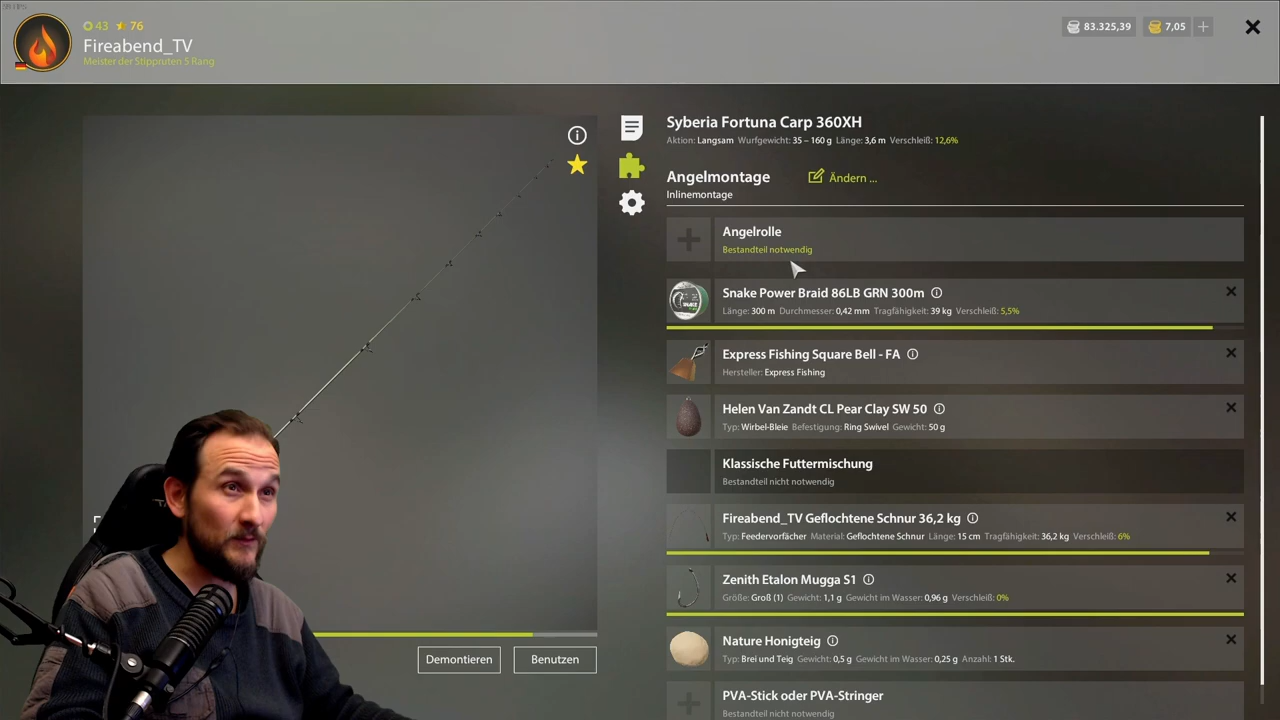 43 76
Fireabend_TV
Meister der Stippruten 5 Rang
83.325,39
7,05
Syberia Fortuna Carp 360XH
Aktion: Langsam Wurfgewicht: 35 – 160 g Länge: 3,6 m Verschleiß: 12,6%
Angelmontage
Ändern ...
Inlinemontage
Angelrolle
Bestandteil notwendig
Snake Power Braid 86LB GRN 300m
Länge: 300 m Durchmesser: 0,42 mm Tragfähigkeit: 39 kg Verschleiß: 5,5%
Express Fishing Square Bell - FA
Hersteller: Express Fishing
Helen Van Zandt CL Pear Clay SW 50
Typ: Wirbel-Bleie Befestigung: Ring Swivel Gewicht: 50 g
Klassische Futtermischung
Bestandteil nicht notwendig
Fireabend_TV Geflochtene Schnur 36,2 kg
Typ: Feedervorfächer Material: Geflochtene Schnur Länge: 15 cm Tragfähigkeit: 36,2 kg Verschleiß: 6%
Zenith Etalon Mugga S1
Größe: Groß (1) Gewicht: 1,1 g Gewicht im Wasser: 0,96 g Verschleiß: 0%
Nature Honigteig
Typ: Brei und Teig Gewicht: 0,5 g Gewicht im Wasser: 0,25 g Anzahl: 1 Stk.
PVA-Stick oder PVA-Stringer
Bestandteil nicht notwendig
Demontieren
Benutzen